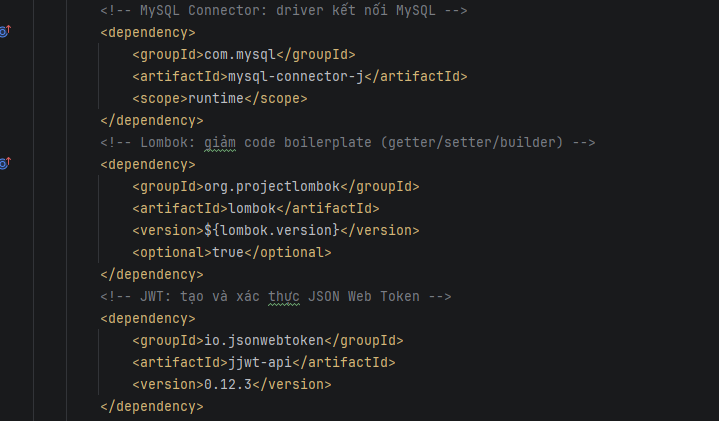 <!-- MySQL Connector: driver kết nối MySQL -->
<dependency>
<groupId>com.mysql</groupId>
<artifactId>mysql-connector-j</artifactId>
<scope>runtime</scope>
</dependency>
<!-- Lombok: giảm code boilerplate (getter/setter/builder) -->
<dependency>
<groupId>org.projectlombok</groupId>
<artifactId>lombok</artifactId>
<version>${lombok.version}</version>
<optional>true</optional>
</dependency>
<!-- JWT: tạo và xác thực JSON Web Token -->
<dependency>
<groupId>io.jsonwebtoken</groupId>
<artifactId>jjwt-api</artifactId>
<version>0.12.3</version>
</dependency>